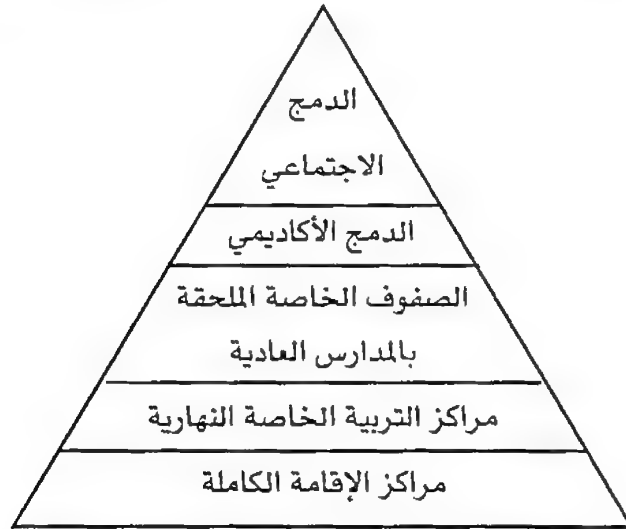 الدمج
الاجتماعي
الدمج الأكاديمي
الصفوف الخاصة الملحقة
بالمدارس العادية
مراكز التربية الخاصة النهارية
مراكز الإقامة الكاملة